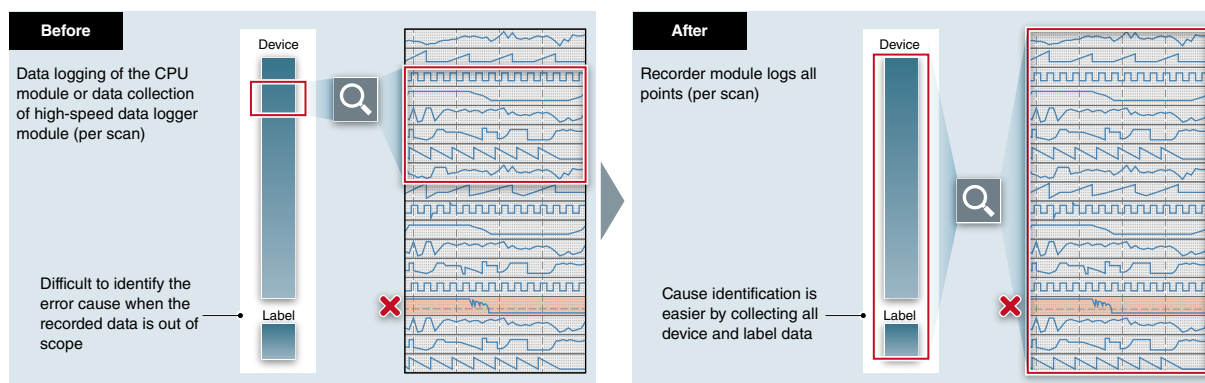 Before
Data logging of the CPU
module or data collection
of high-speed data logger
module (per scan)
Device
Difficult to identify the
error cause when the
recorded data is out of
scope
Label
After
Recorder module logs all
points (per scan)
Device
Cause identification is
easier by collecting all
device and label data
Label